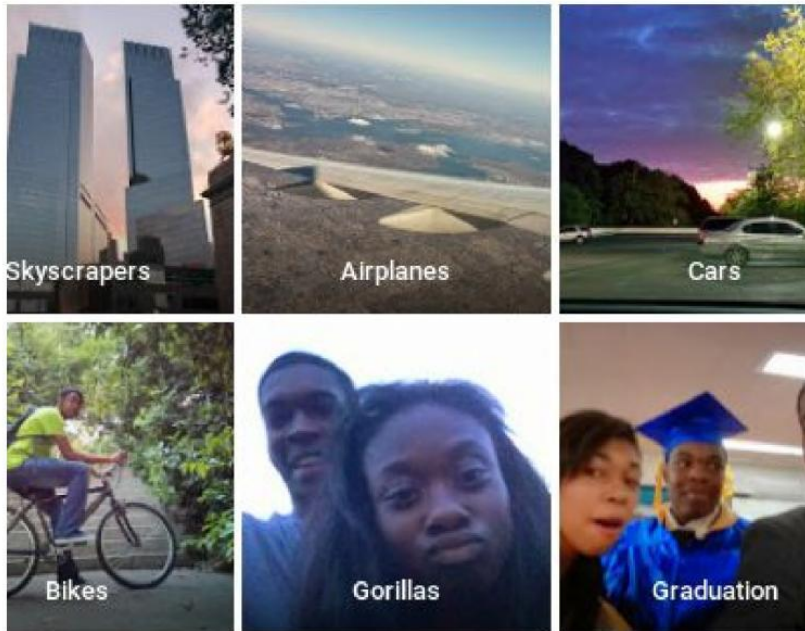 Skyscrapers
Airplanes
Cars
Bikes
Gorillas
Graduation